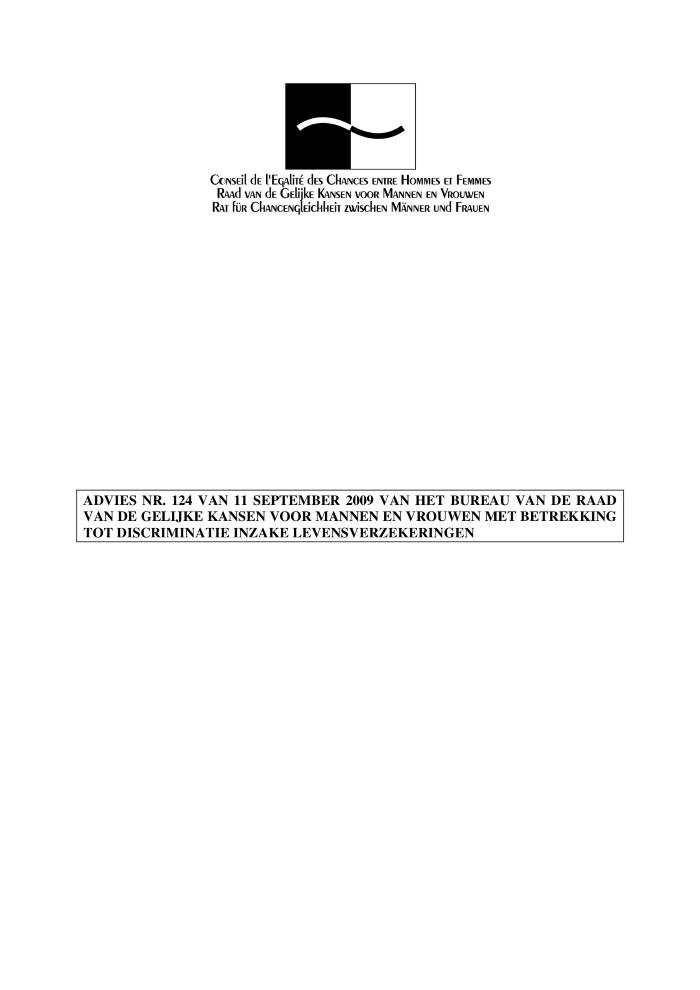 Conseil de l'Egalité des Chances entre Hommes et Femmes
Raad van de Gelijke Kansen voor Mannen en Vrouwen
Rat für Chancengleichheit zwischen Männer und Frauen
ADVIES NR. 124 VAN 11 SEPTEMBER 2009 VAN HET BUREAU VAN DE RAAD
VAN DE GELIJKE KANSEN VOOR MANNEN EN VROUWEN MET BETREKKING
TOT DISCRIMINATIE INZAKE LEVENSVERZEKERINGEN